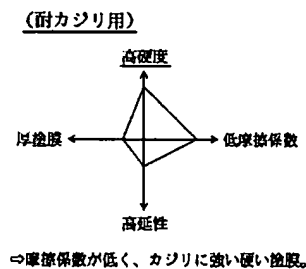 (耐カジリ用)
高硬度
厚塗膜
低摩擦係数
高延性
⇨摩擦係数が低く、カジリに強い硬い塗膜。